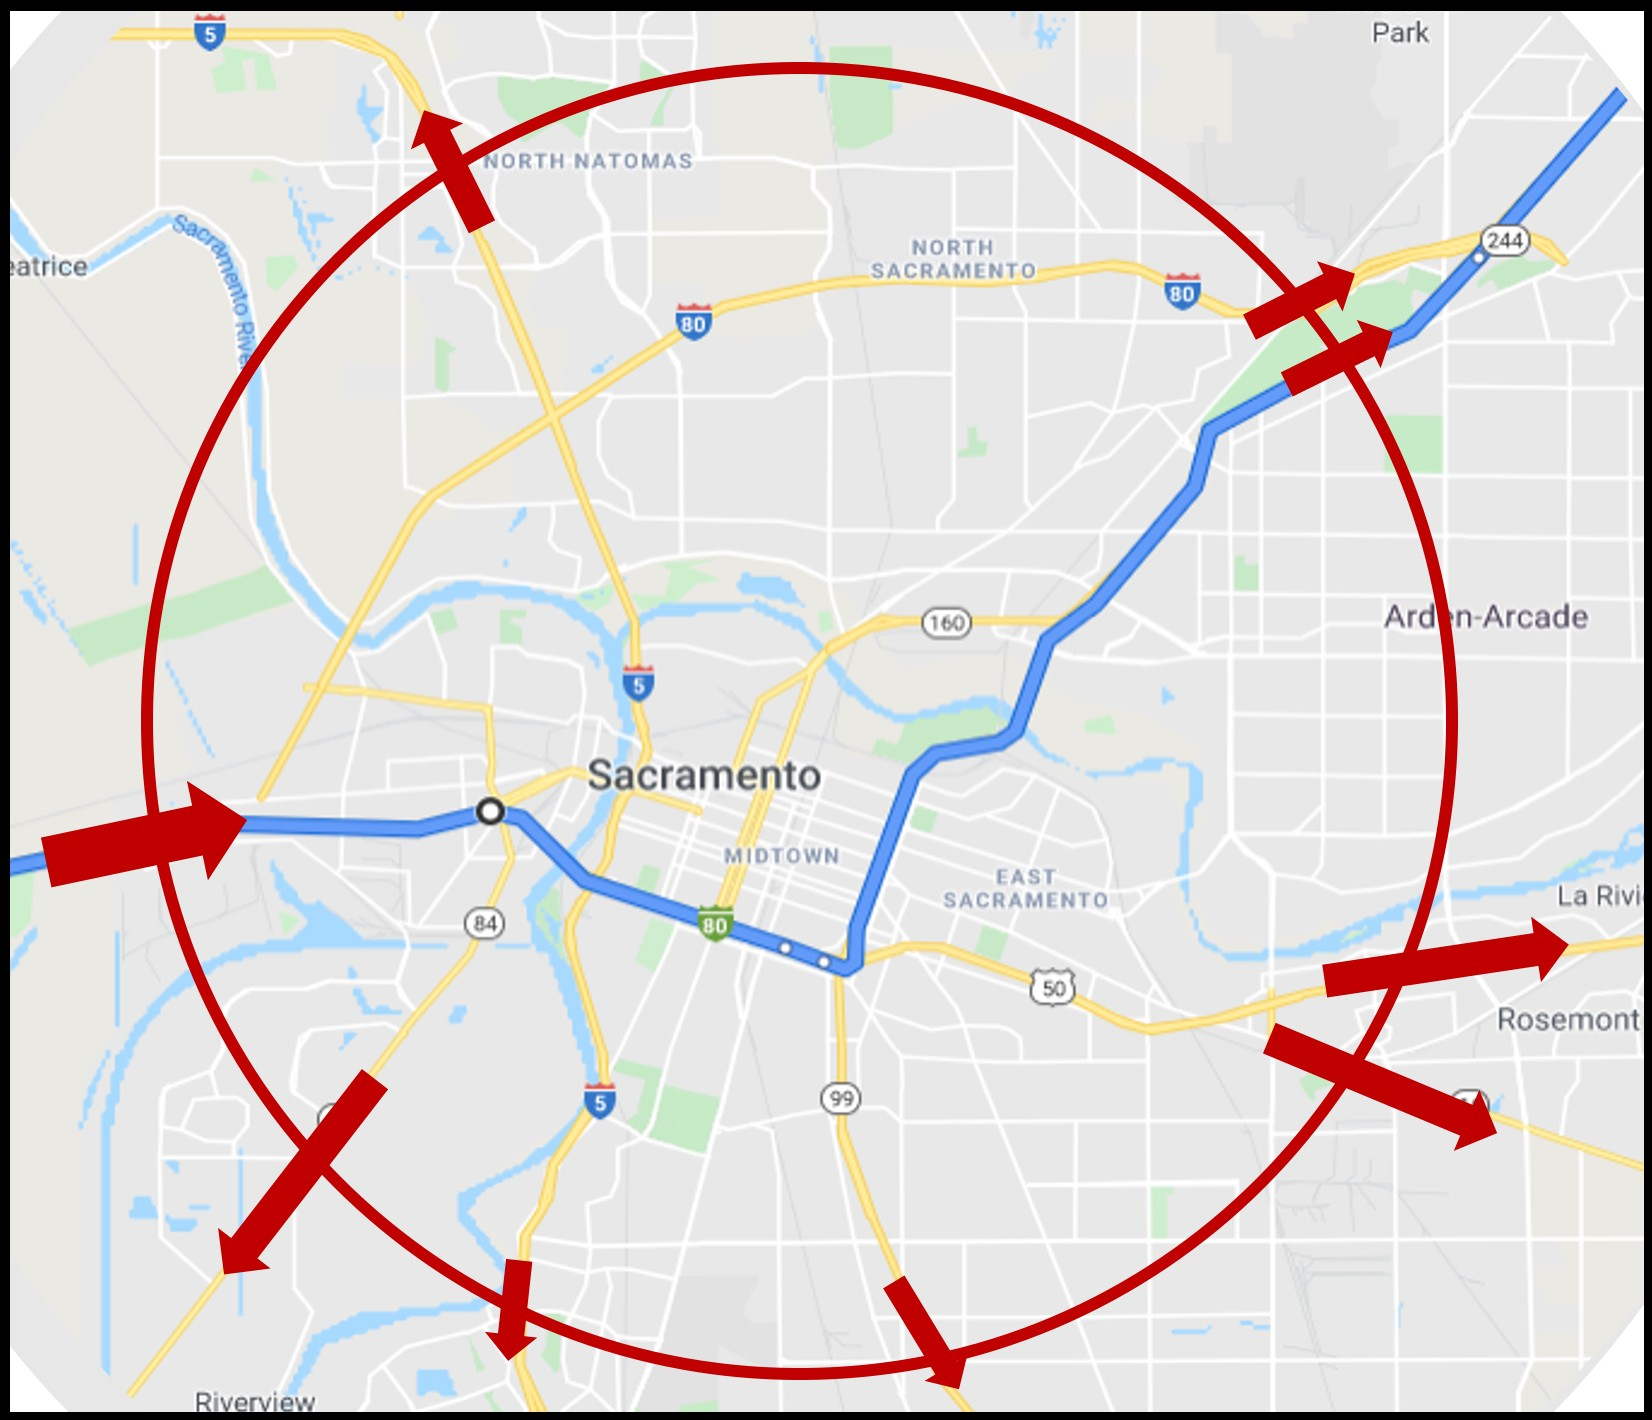 5
Park
NORTH NATOMAS
Sacramento River
244
eatrice
NORTH
SACRAMENTO
80
80
160
Arden-Arcade
5
Sacramento
MIDTOWN
EAST
SACRAMENTO
La Rivi
84
80
50
Rosemont
5
99
Riverview